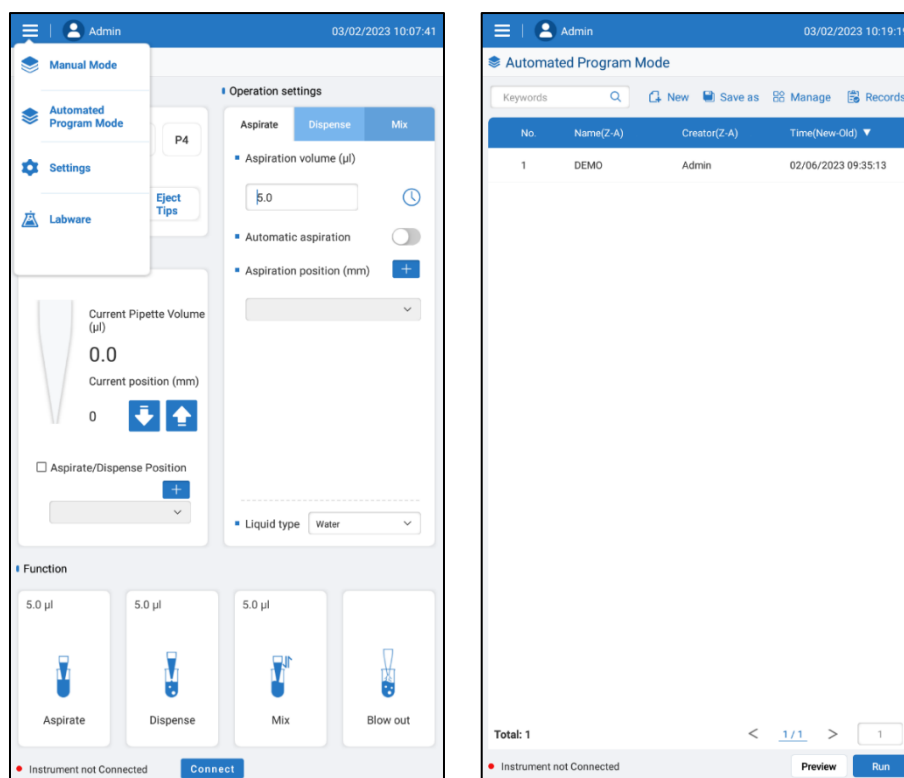 Admin
03/02/2023 10:07:41
Manual Mode
Automated
Program Mode
Settings
Labware
P4
Eject
Tips
Current Pipette Volume
(µl)
0.0
Current position (mm)
0
Aspirate/Dispense Position
+
Operation settings
Aspirate Dispense Mix
Aspiration volume (µl)
5.0
Automatic aspiration
Aspiration position (mm) +
Liquid type Water
Function
5.0 µl 5.0 µl 5.0 µl
Aspirate Dispense Mix Blow out
Instrument not Connected Connect
Admin
03/02/2023 10:19:19
Automated Program Mode
Keywords New Save as Manage Records
No. Name(Z-A) Creator(Z-A) Time(New-Old) ▼
1 DEMO Admin 02/06/2023 09:35:13
Total: 1 < 1/1 > 1
Instrument not Connected Preview Run